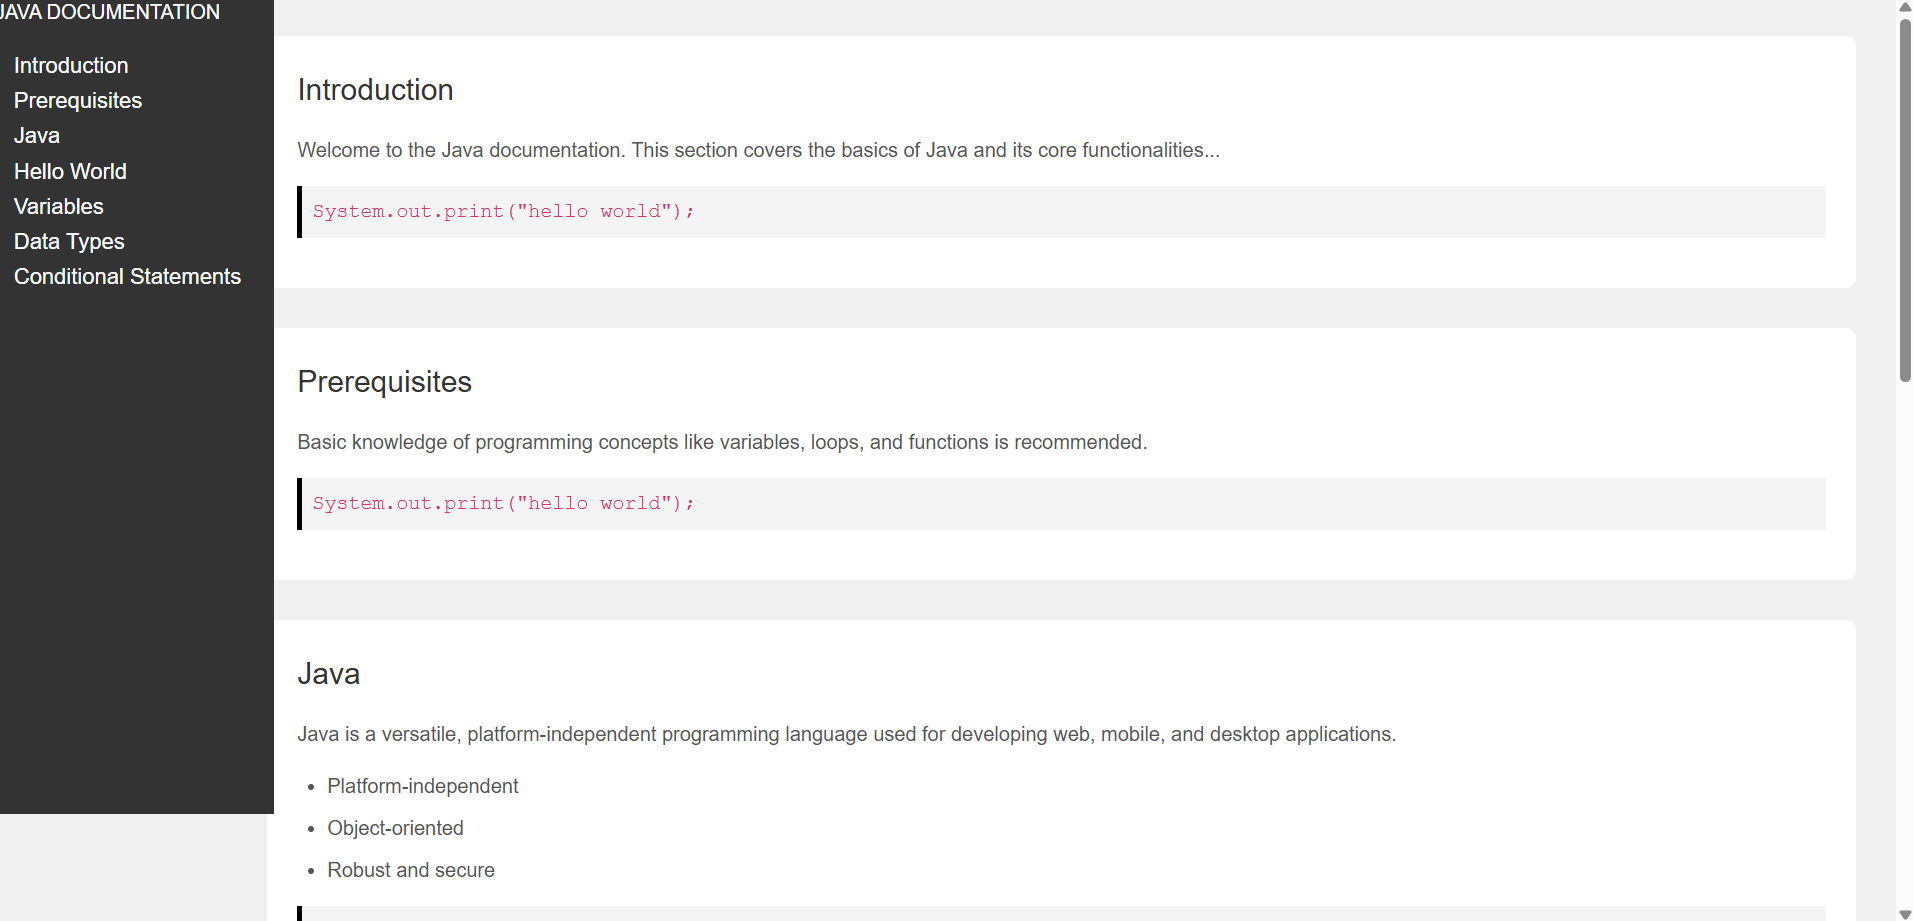 JAVA DOCUMENTATION
Introduction
Prerequisites
Java
Hello World
Variables
Data Types
Conditional Statements
Introduction
Welcome to the Java documentation. This section covers the basics of Java and its core functionalities...
System.out.print("hello world");
Prerequisites
Basic knowledge of programming concepts like variables, loops, and functions is recommended.
System.out.print("hello world");
Java
Java is a versatile, platform-independent programming language used for developing web, mobile, and desktop applications.
• Platform-independent
• Object-oriented
• Robust and secure